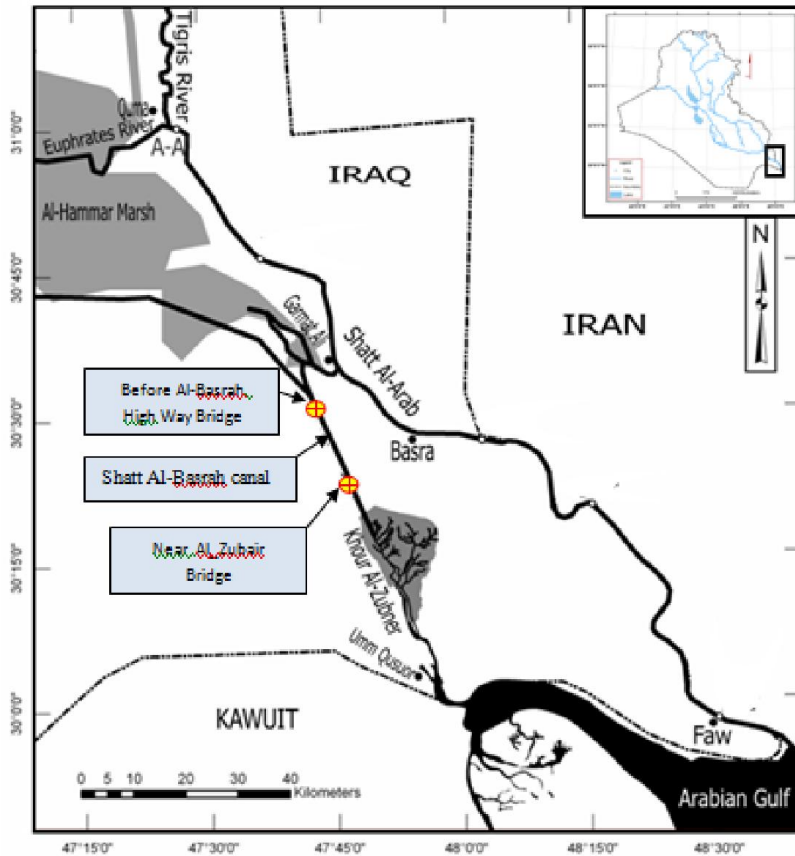 Tigris River
Qurna
Euphrates River
A-A
31°0'0"
IRAQ
Al-Hammar Marsh
N
30°45'0"
Garmat Al
Shatt Al-Arab
IRAN
Before Al-Basrah,
High Way Bridge
30°30'0"
Basra
Shatt Al-Basrah canal
Near Al, Zubair
Bridge
30°15'0"
Khour Al-Zubner
Umm Qusuor
30°0'0"
KAWUIT
Faw
0 5 10 20 30 40
Kilometers
Arabian Gulf
47°15'0"
47°30'0"
47°45'0"
48°0'0"
48°15'0"
48°30'0"